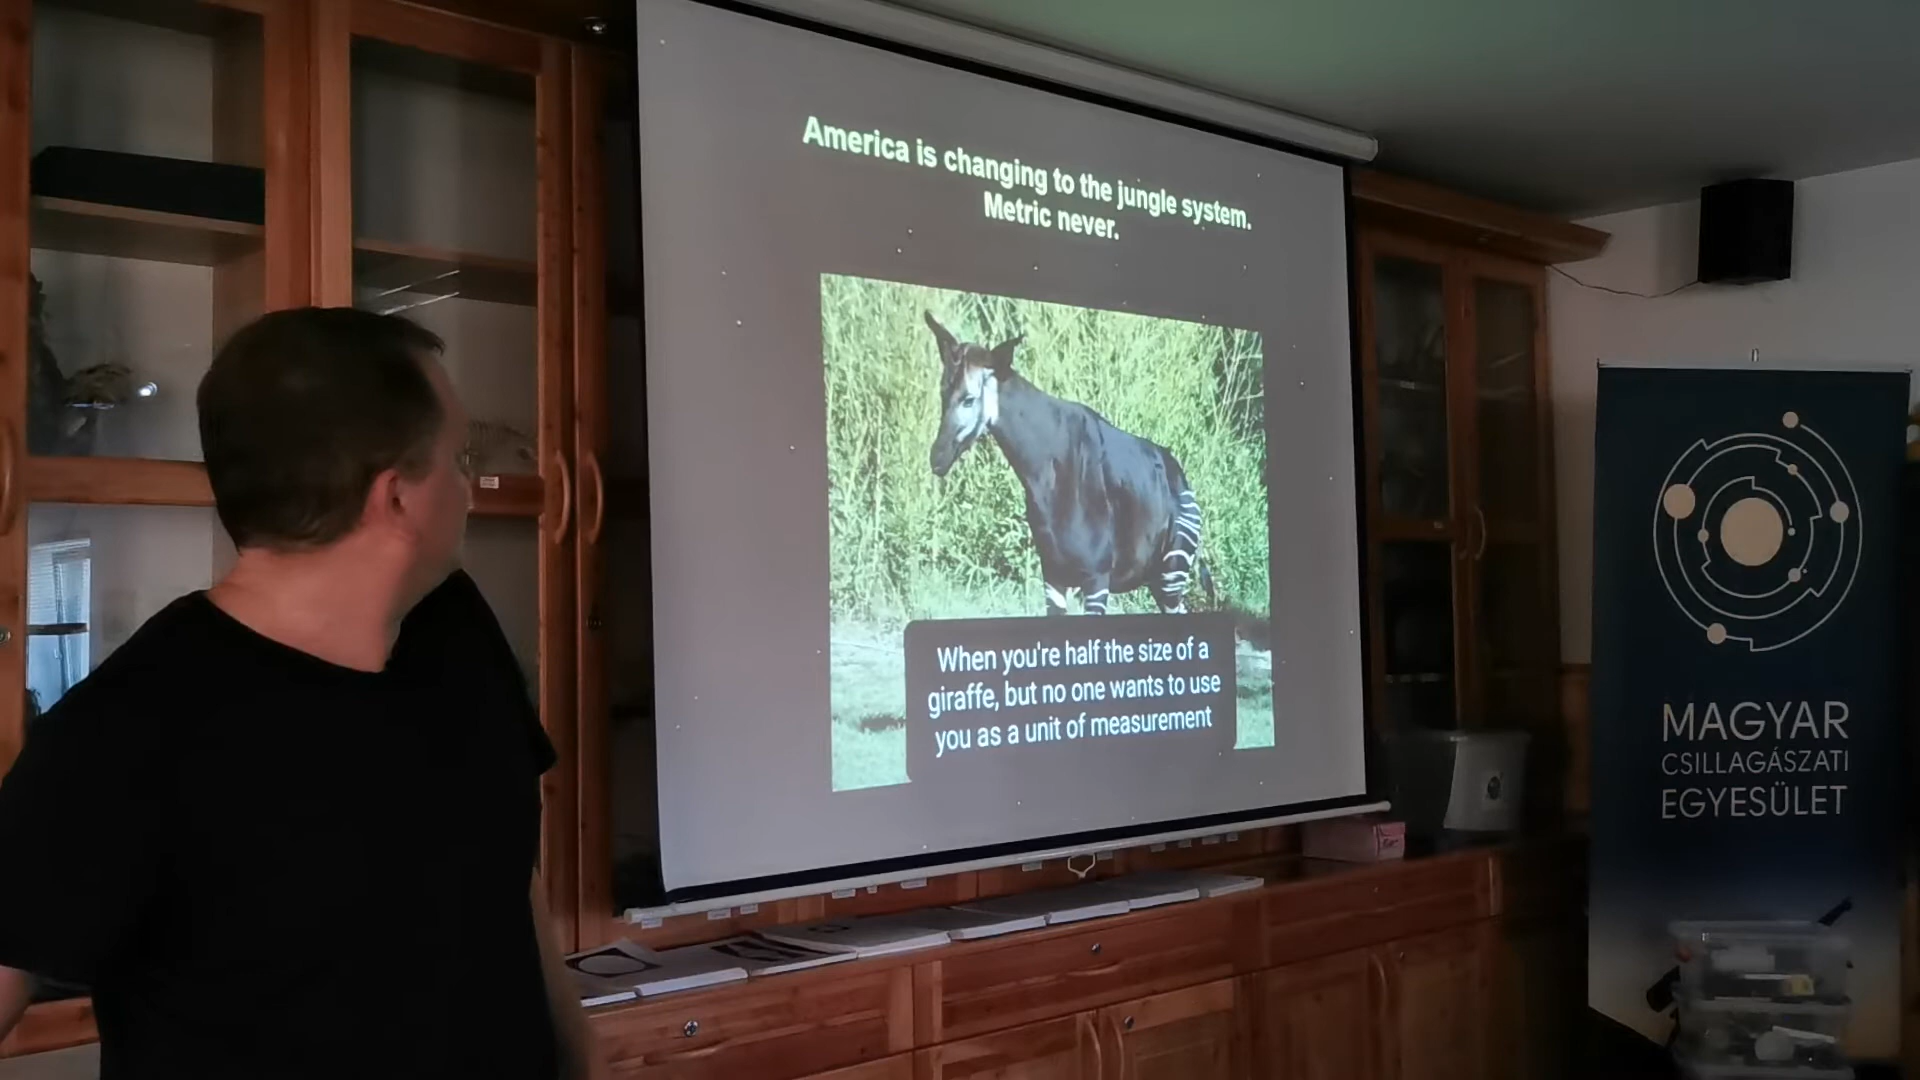 America is changing to the jungle system.
Metric never.
When you're half the size of a
giraffe, but no one wants to use
you as a unit of measurement
MAGYAR
CSILLAGÁSZATI
EGYESÜLET